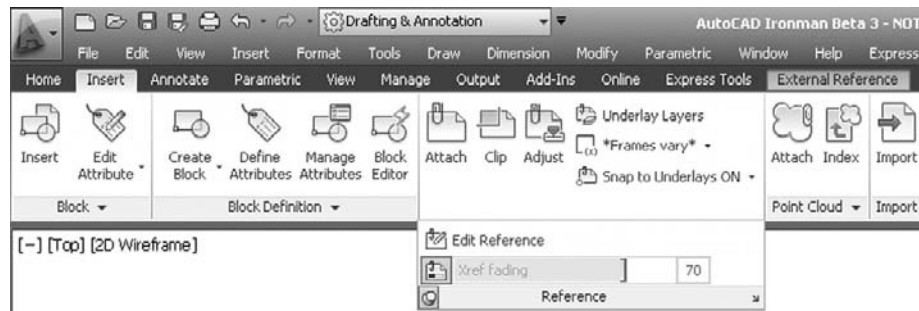 Drafting & Annotation
AutoCAD Ironman Beta 3 - NOT
File Edit View Insert Format Tools Draw Dimension Modify Parametric Window Help Express
Home Insert Annotate Parametric View Manage Output Add-Ins Online Express Tools External Reference
Insert
Edit Attribute
Create Block
Define Attributes
Manage Attributes
Block Editor
Attach
Clip
Adjust
Underlay Layers
*Frames vary*
Snap to Underlays ON
Attach
Index
Import
Block
Block Definition
Point Cloud
Import
[-] [Top] [2D Wireframe]
Edit Reference
Xref fading 70
Reference